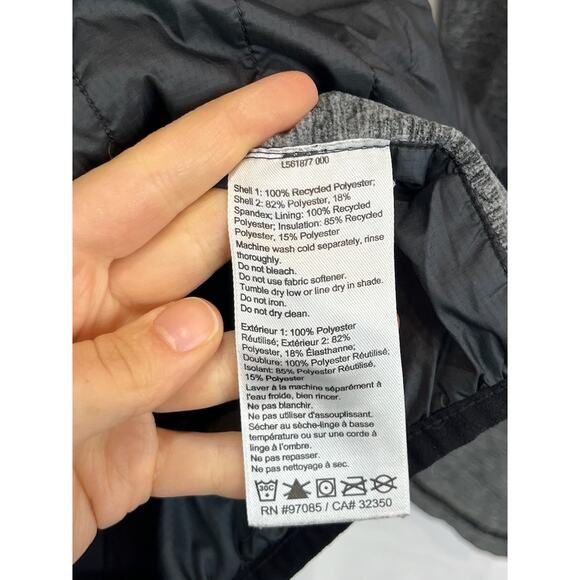 L561877 000
Shell 1: 100% Recycled Polyester;
Shell 2: 82% Polyester, 18%
Spandex; Lining: 100% Recycled
Polyester; Insulation: 85% Recycled
Polyester, 15% Polyester
Machine wash cold separately, rinse
thoroughly.
Do not bleach.
Do not use fabric softener.
Tumble dry low or line dry in shade.
Do not iron.
Do not dry clean.
Extérieur 1: 100% Polyester
Réutilisé; Extérieur 2: 82%
Polyester, 18% Élasthanne;
Doublure: 100% Polyester Réutilisé;
Isolant: 85% Polyester Réutilisé,
15% Polyester
Laver à la machine séparément à
l'eau froide, bien rincer.
Ne pas blanchir.
Ne pas utiliser d'assouplissant.
Sécher au sèche-linge à basse
température ou sur une corde à
linge à l'ombre.
Ne pas repasser.
Ne pas nettoyage à sec.
30C
RN #97085 / CA# 32350